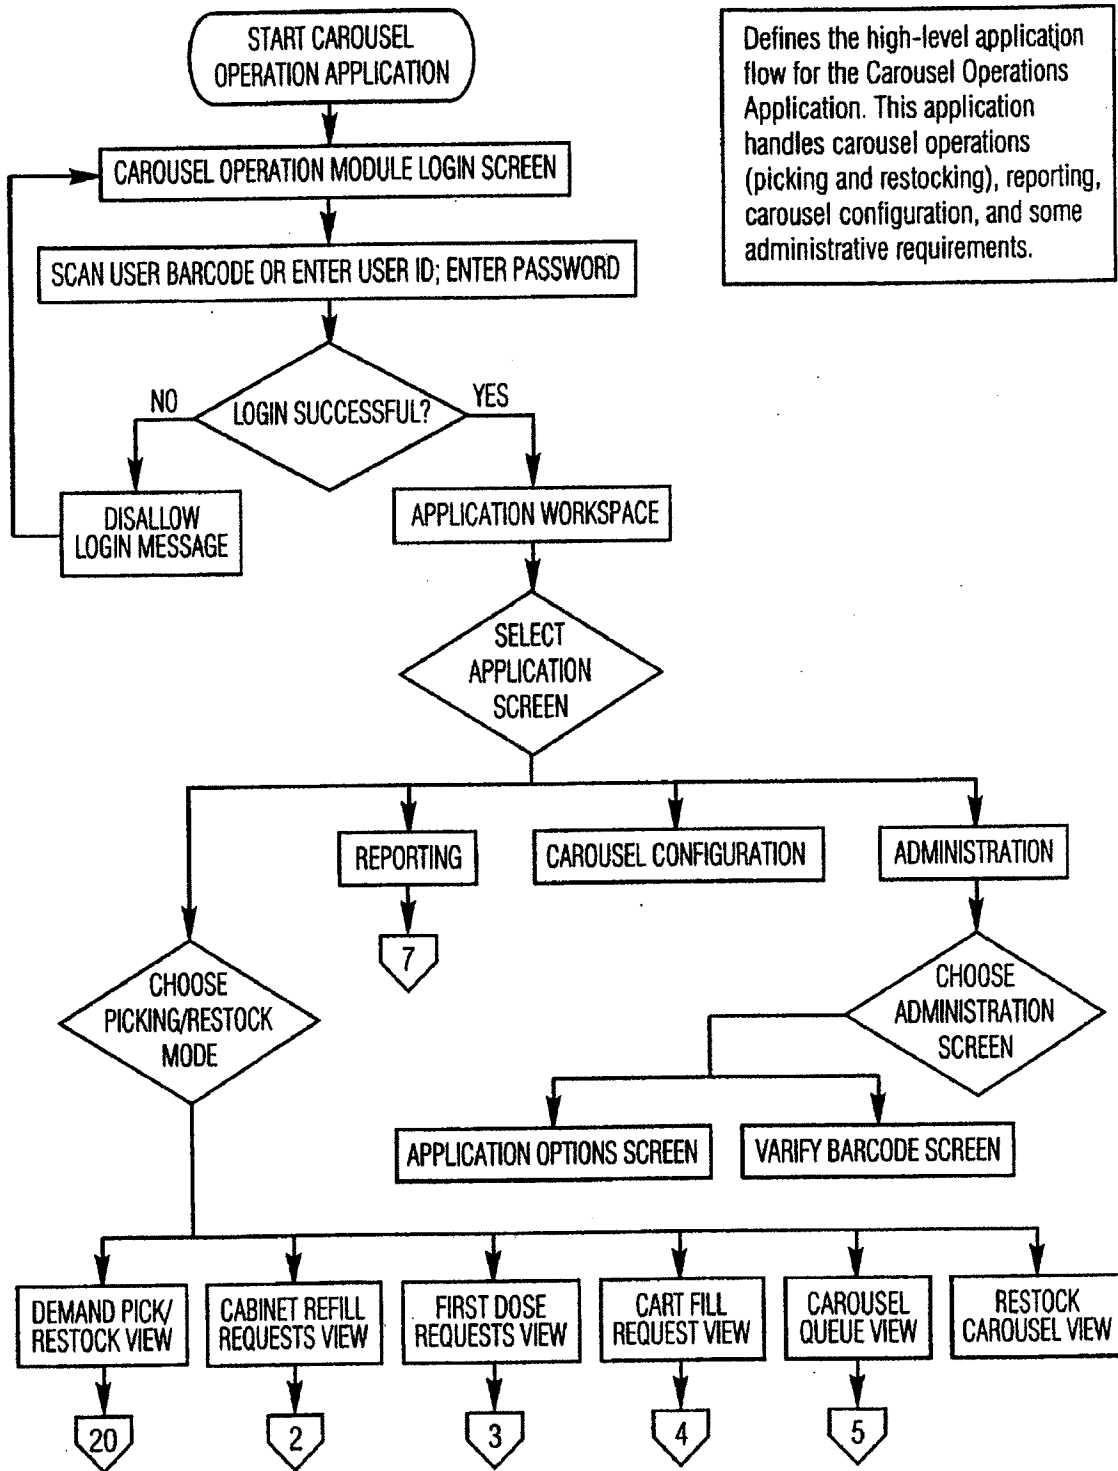 START CAROUSEL
OPERATION APPLICATION
Defines the high-level application
flow for the Carousel Operations
Application. This application
handles carousel operations
(picking and restocking), reporting,
carousel configuration, and some
administrative requirements.
CAROUSEL OPERATION MODULE LOGIN SCREEN
SCAN USER BARCODE OR ENTER USER ID; ENTER PASSWORD
NO
LOGIN SUCCESSFUL?
YES
DISALLOW
LOGIN MESSAGE
APPLICATION WORKSPACE
SELECT
APPLICATION
SCREEN
REPORTING
CAROUSEL CONFIGURATION
ADMINISTRATION
7
CHOOSE
PICKING/RESTOCK
MODE
CHOOSE
ADMINISTRATION
SCREEN
APPLICATION OPTIONS SCREEN
VARIFY BARCODE SCREEN
DEMAND PICK/
RESTOCK VIEW
CABINET REFILL
REQUESTS VIEW
FIRST DOSE
REQUESTS VIEW
CART FILL
REQUEST VIEW
CAROUSEL
QUEUE VIEW
RESTOCK
CAROUSEL VIEW
20
2
3
4
5